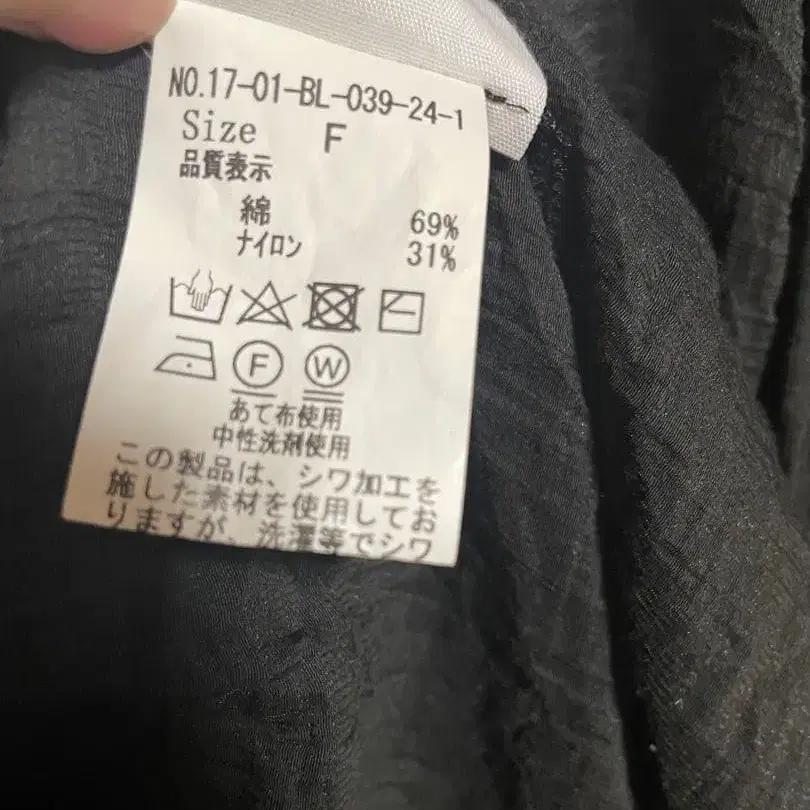 NO.17-01-BL-039-24-1
Size F
品質表示
綿 69%
ナイロン 31%
F W
あて布使用
中性洗剤使用
この製品は、シワ加工を
施した素材を使用してお
りますが、洗濯等でシワ